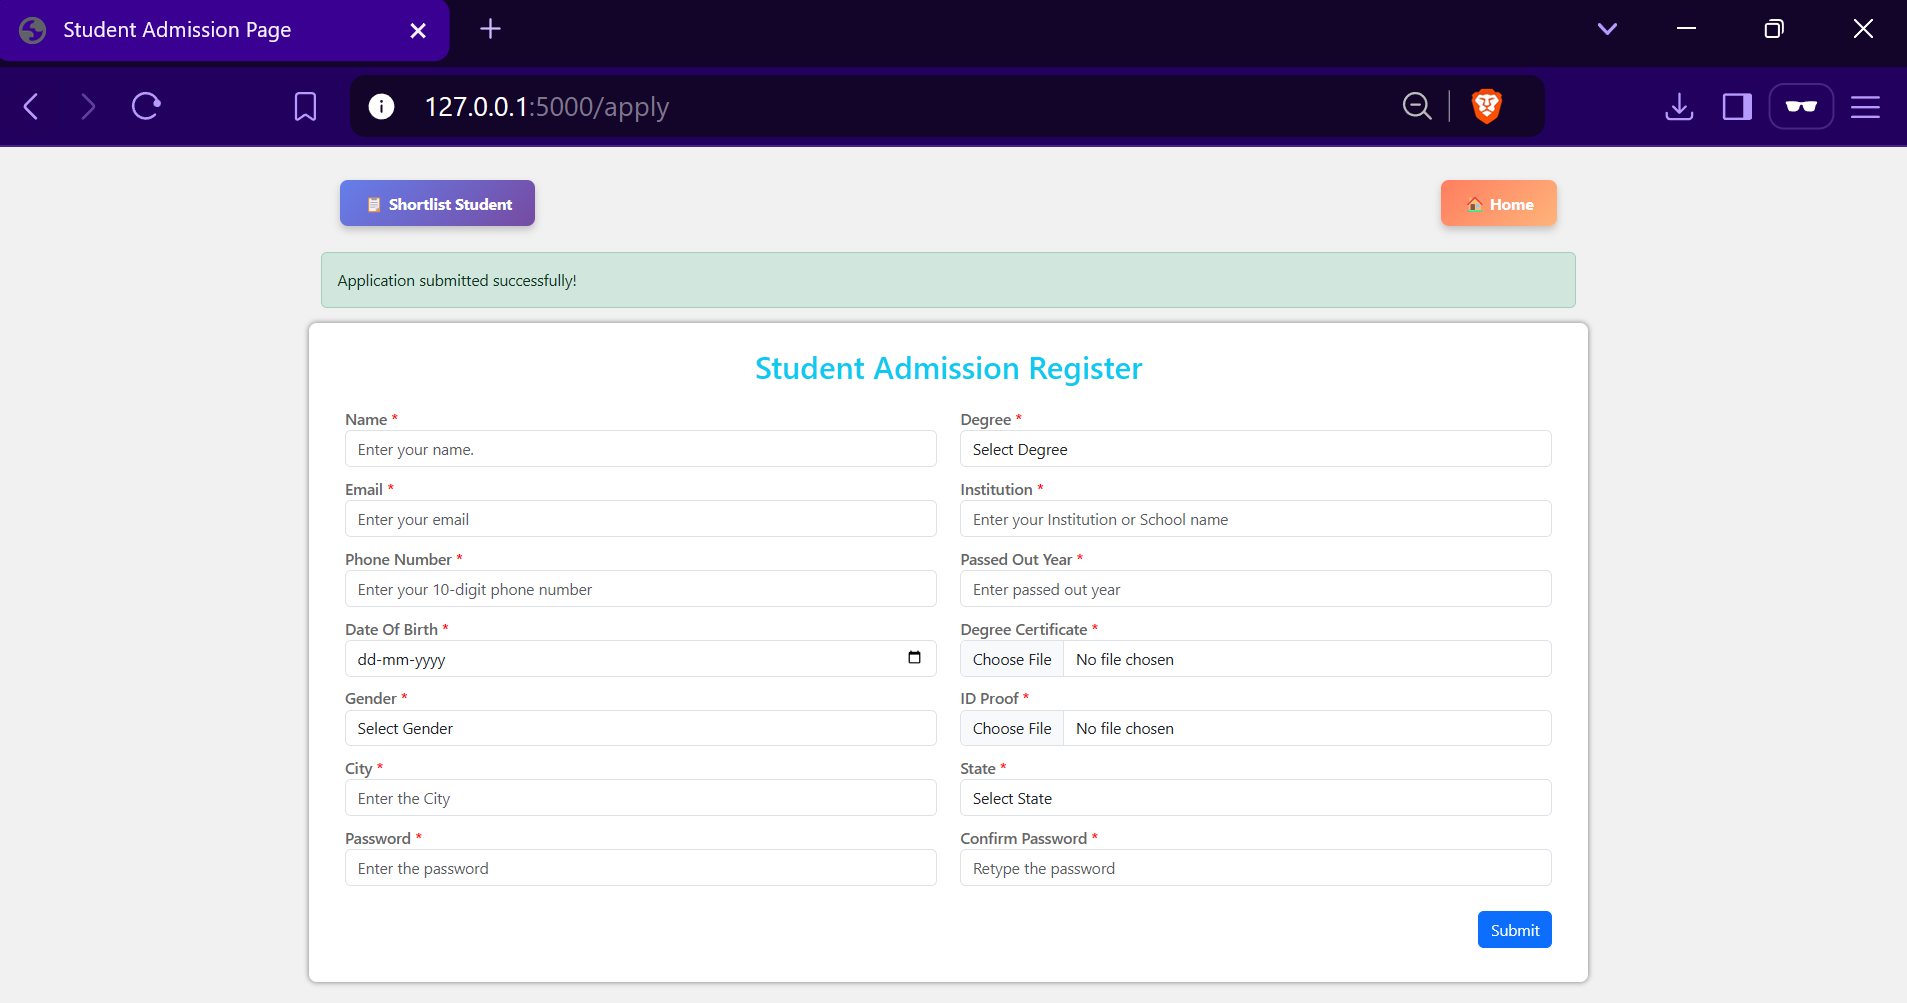 Student Admission Page
127.0.0.1:5000/apply
📋 Shortlist Student
🏠 Home
Application submitted successfully!
Student Admission Register
Name *
Degree *
Enter your name.
Select Degree
Email *
Institution *
Enter your email
Enter your Institution or School name
Phone Number *
Passed Out Year *
Enter your 10-digit phone number
Enter passed out year
Date Of Birth *
Degree Certificate *
dd-mm-yyyy
Choose File No file chosen
Gender *
ID Proof *
Select Gender
Choose File No file chosen
City *
State *
Enter the City
Select State
Password *
Confirm Password *
Enter the password
Retype the password
Submit